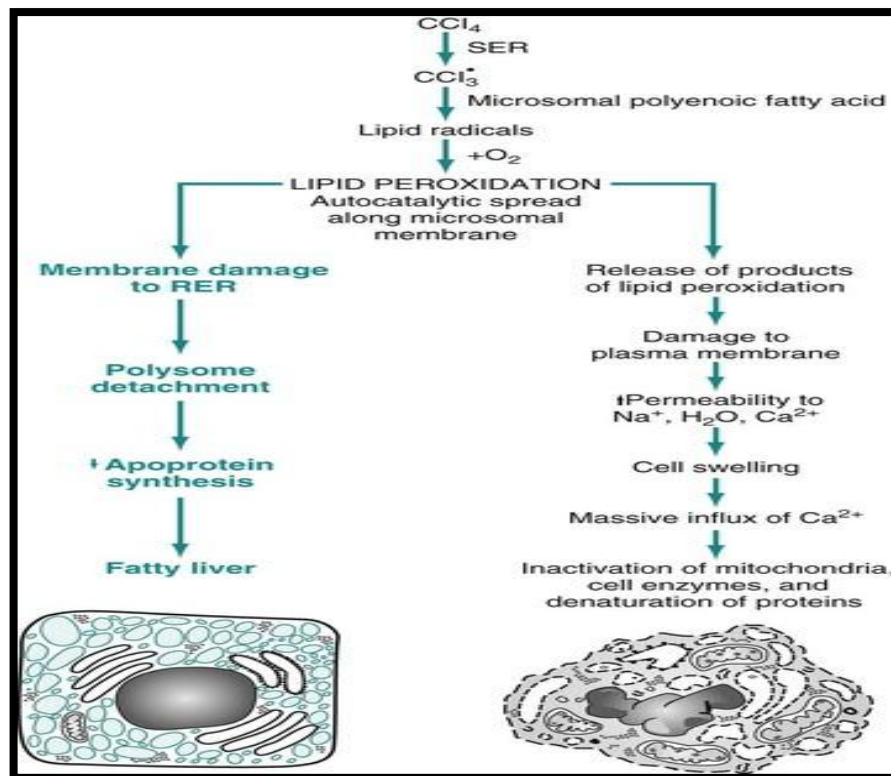 CCl₄
SER
CCl₃•
Microsomal polyenoic fatty acid
Lipid radicals
+O₂
LIPID PEROXIDATION
Autocatalytic spread
along microsomal
membrane
Membrane damage
to RER
Polysome
detachment
↓Apoprotein
synthesis
Fatty liver
Release of products
of lipid peroxidation
Damage to
plasma membrane
↑Permeability to
Na⁺, H₂O, Ca²⁺
Cell swelling
Massive influx of Ca²⁺
Inactivation of mitochondria,
cell enzymes, and
denaturation of proteins